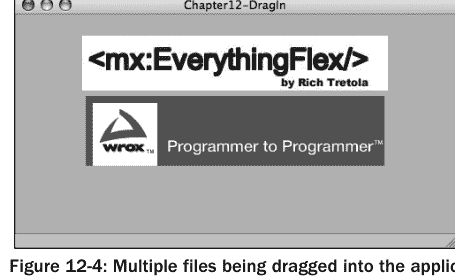 Chapter12-DragIn
<mx:EverythingFlex/>
by Rich Tretola
wrox™
Programmer to Programmer™
Figure 12-4: Multiple files being dragged into the applic